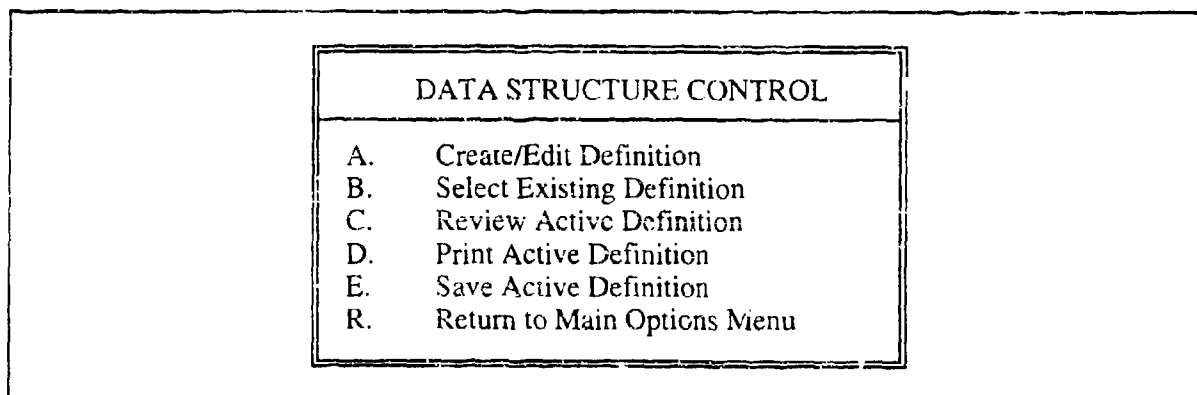 DATA STRUCTURE CONTROL
A. Create/Edit Definition
B. Select Existing Definition
C. Review Active Definition
D. Print Active Definition
E. Save Active Definition
R. Return to Main Options Menu